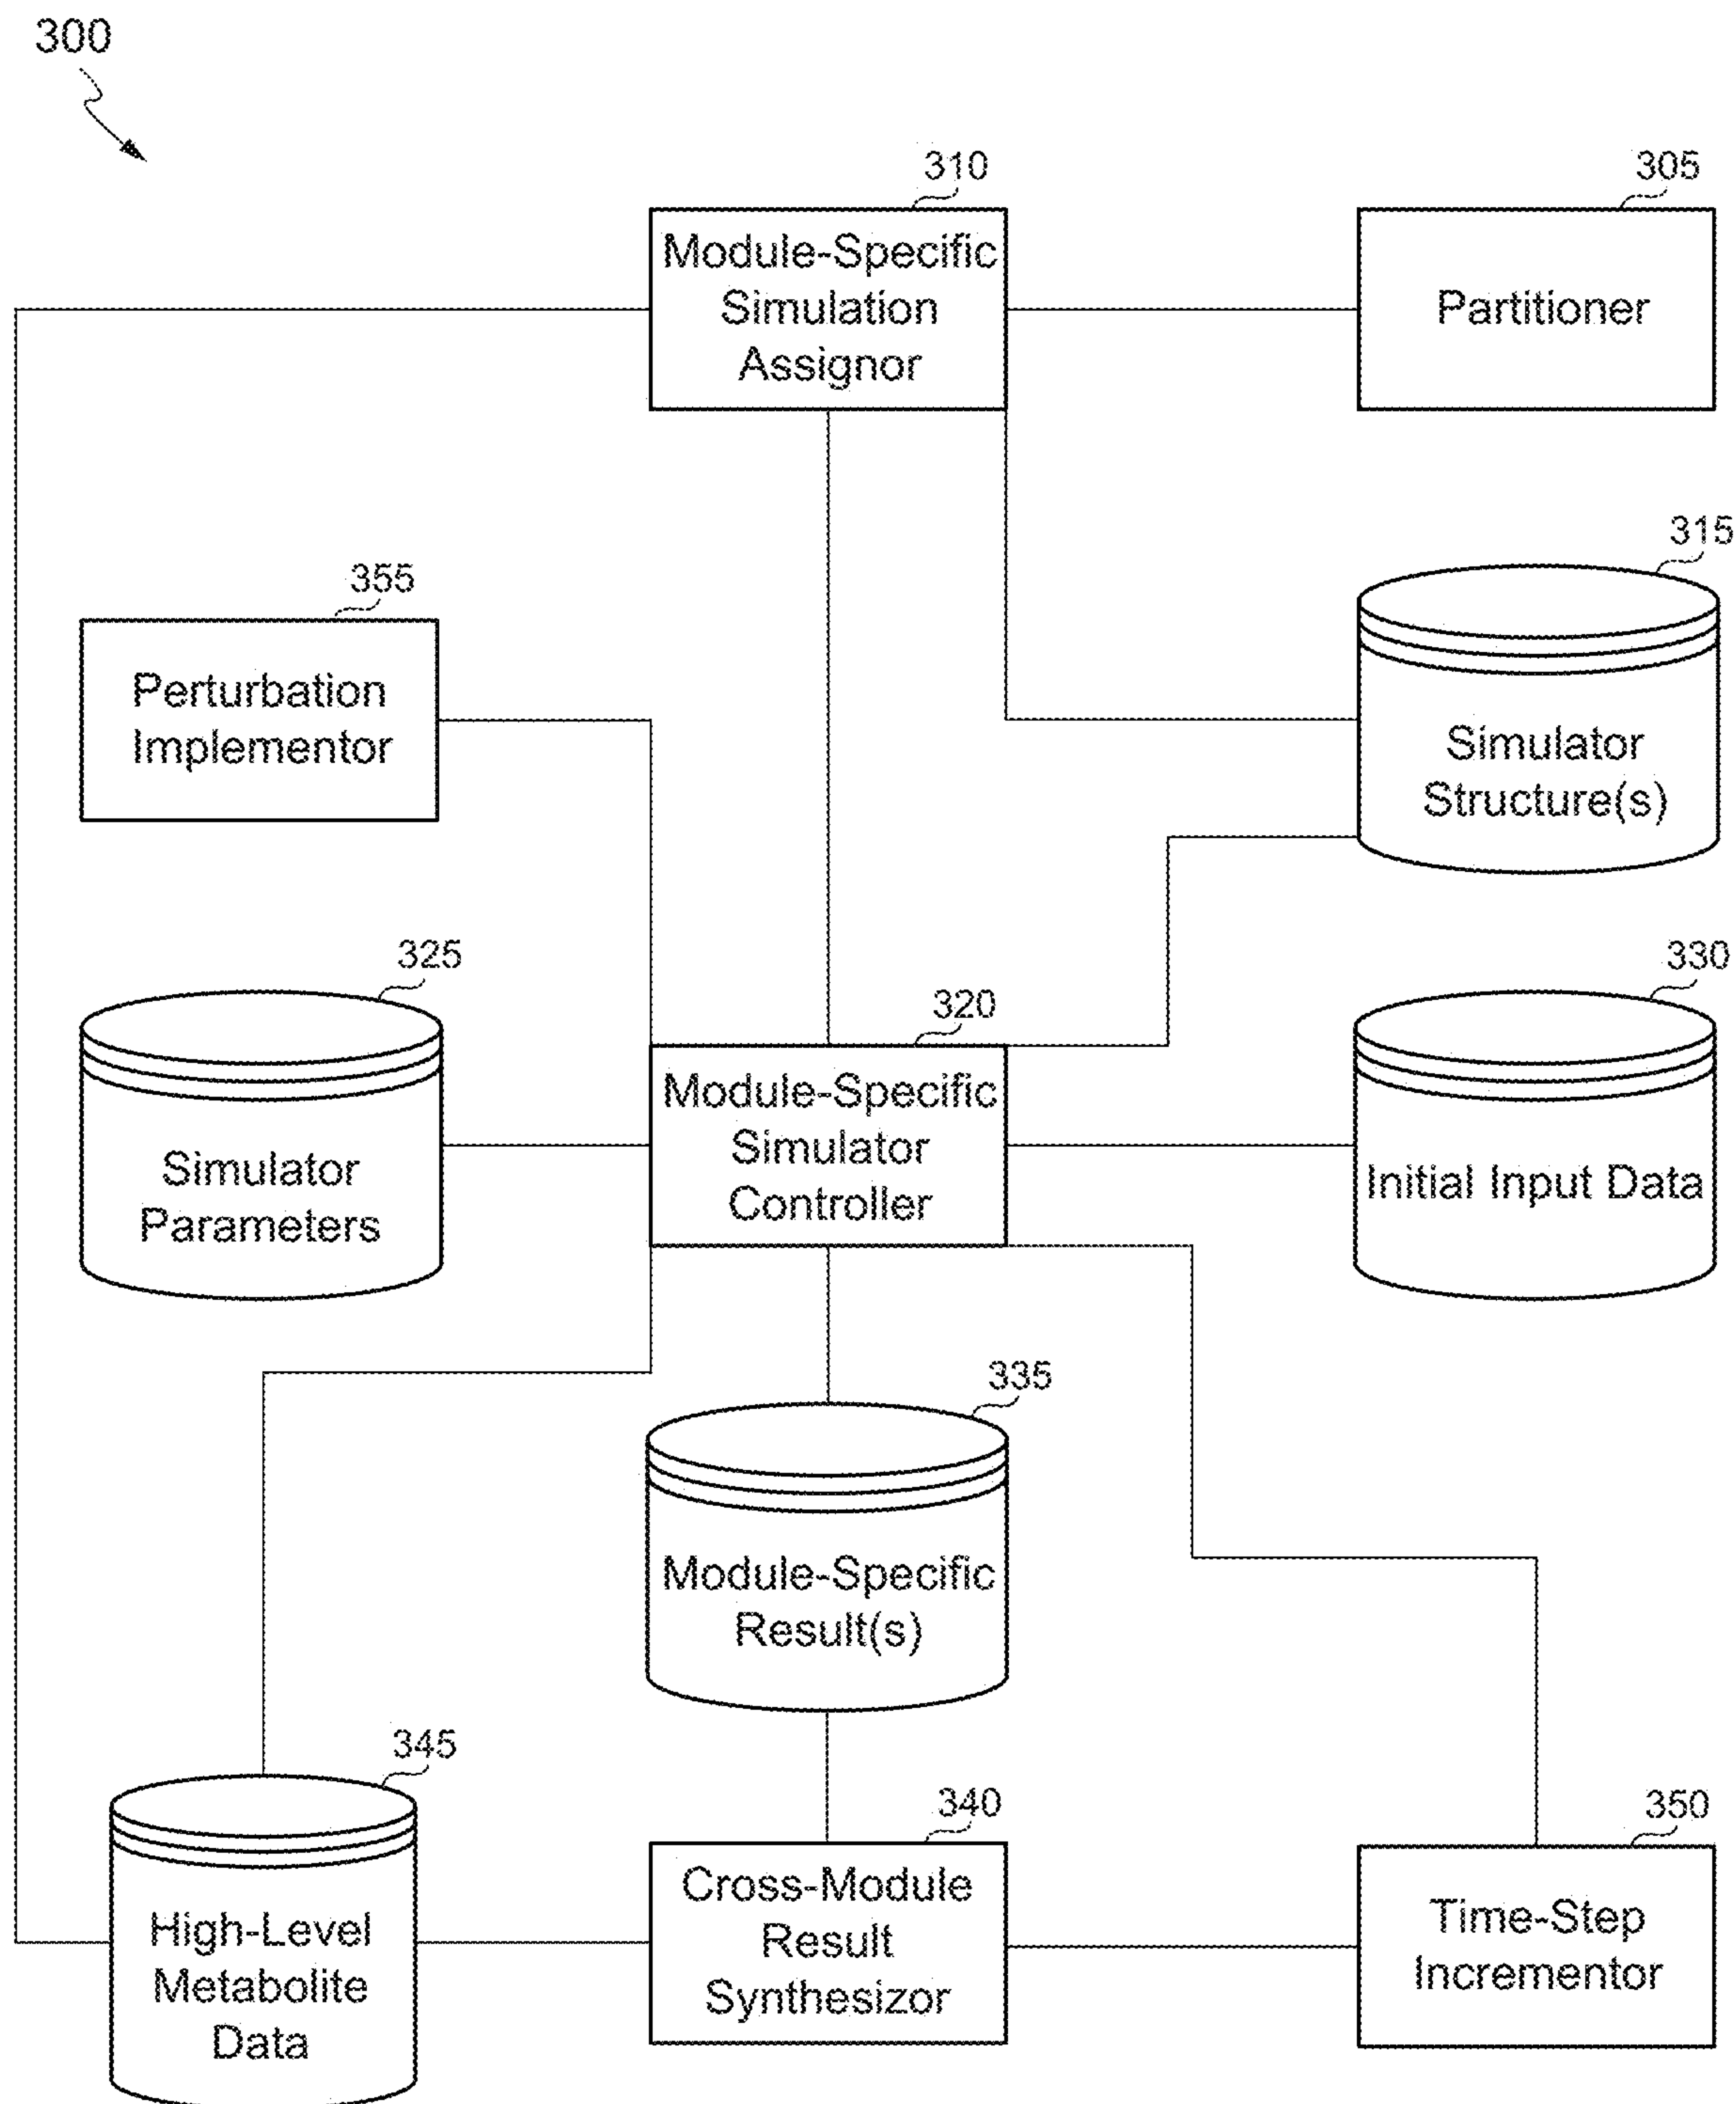 300
310
Module-Specific
Simulation
Assignor
305
Partitioner
315
Simulator
Structure(s)
355
Perturbation
Implementor
325
Simulator
Parameters
320
Module-Specific
Simulator
Controller
330
Initial Input Data
335
Module-Specific
Result(s)
345
High-Level
Metabolite
Data
340
Cross-Module
Result
Synthesizor
350
Time-Step
Incrementor